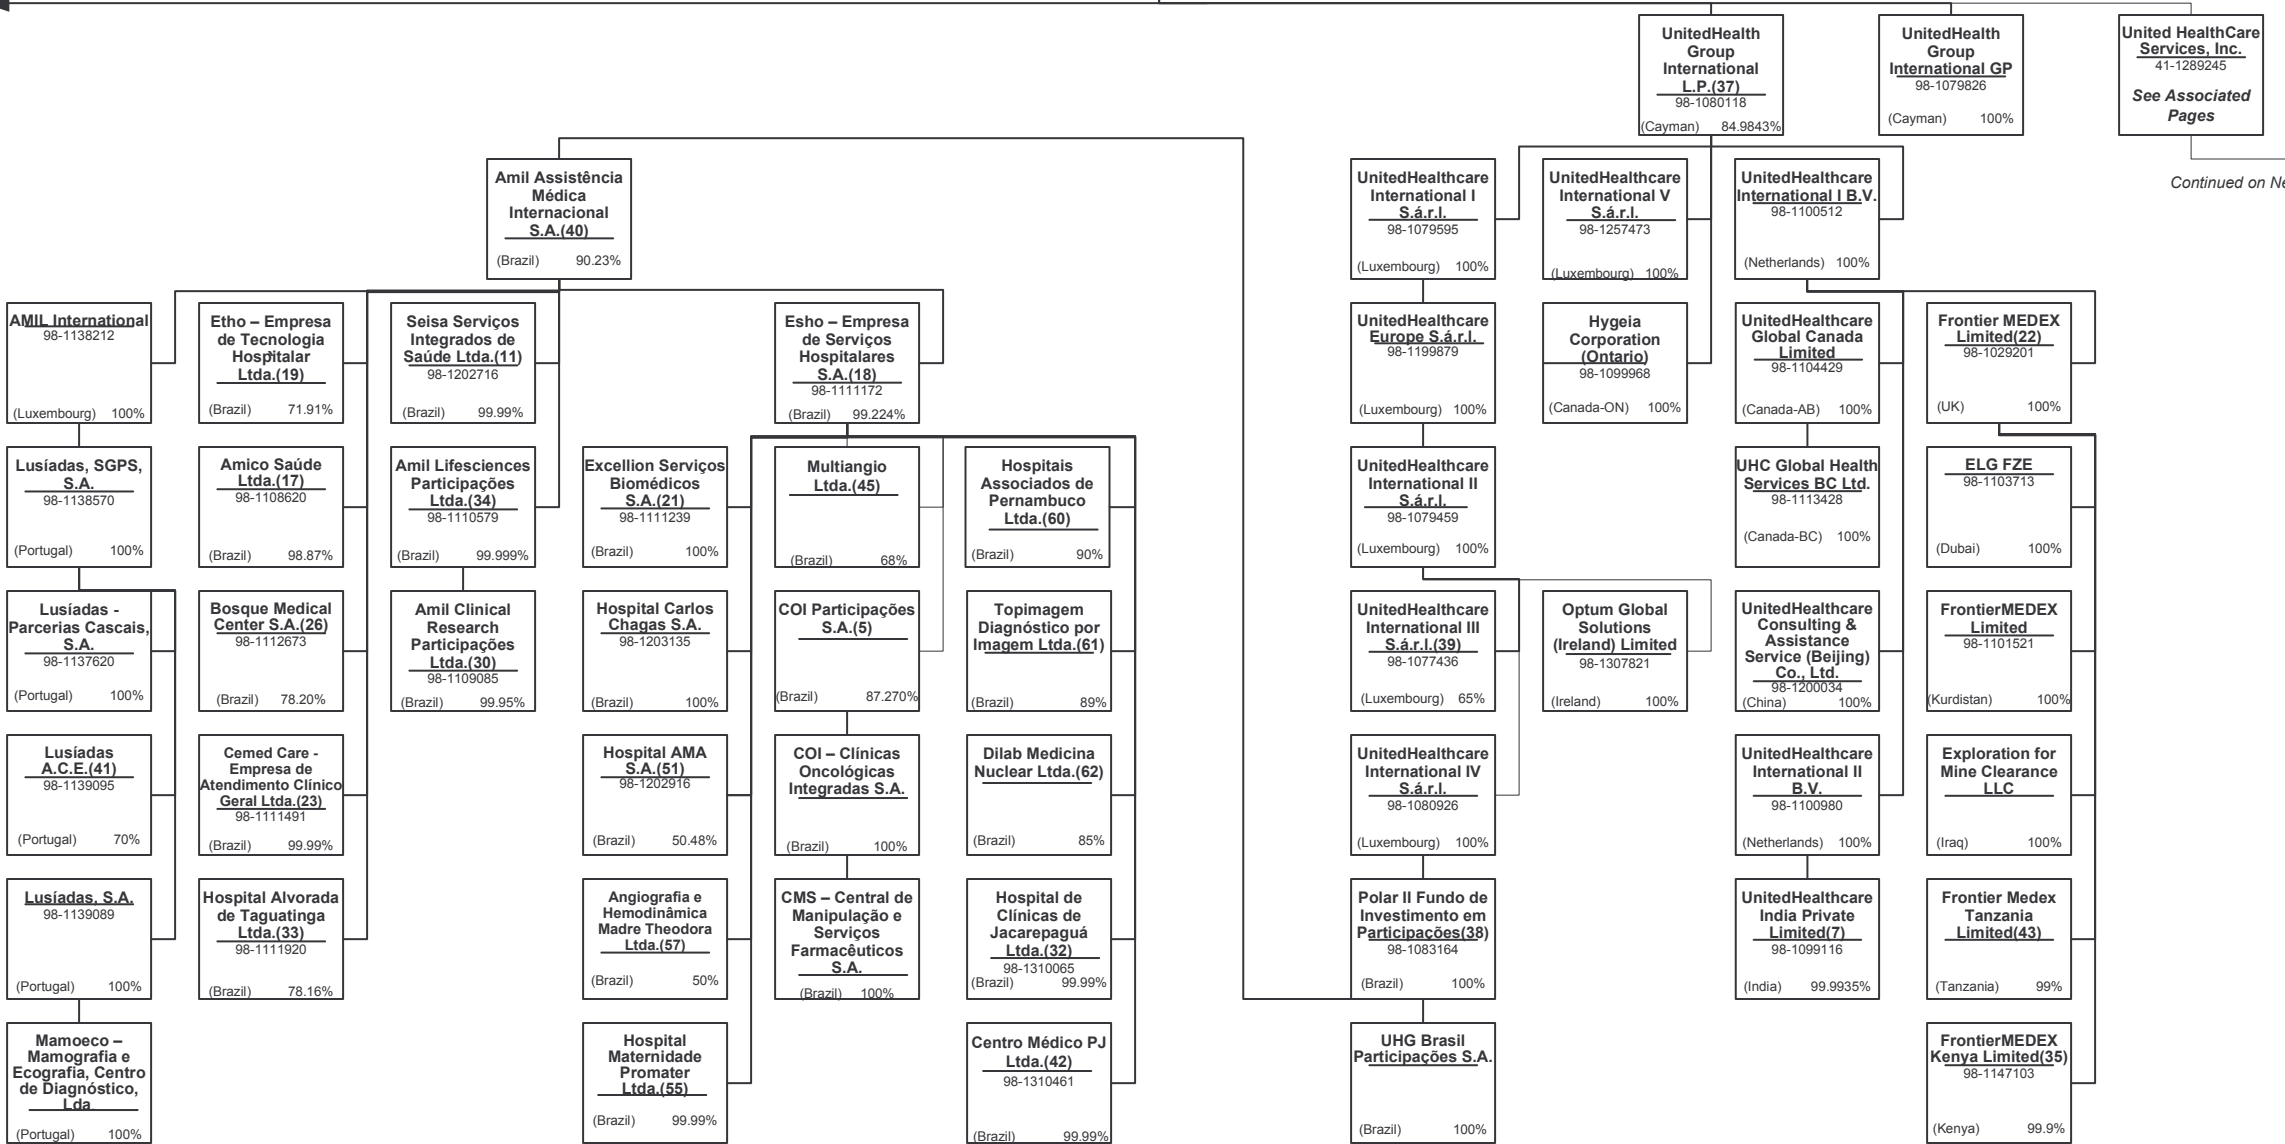 UnitedHealth
Group
International
L.P.(37)
98-1080118
(Cayman) 84.9843%
UnitedHealth
Group
International GP
98-1079826
(Cayman) 100%
United HealthCare
Services, Inc.
41-1289245
See Associated
Pages
Continued on Ne
Amil Assistência
Médica
Internacional
S.A.(40)
(Brazil) 90.23%
UnitedHealthcare
International I
S.á.r.l.
98-1079595
(Luxembourg) 100%
UnitedHealthcare
International V
S.á.r.l.
98-1257473
(Luxembourg) 100%
UnitedHealthcare
International I B.V.
98-1100512
(Netherlands) 100%
AMIL International
98-1138212
(Luxembourg) 100%
Etho – Empresa
de Tecnologia
Hospitalar
Ltda.(19)
(Brazil) 71.91%
Seisa Serviços
Integrados de
Saúde Ltda.(11)
98-1202716
(Brazil) 99.99%
Esho – Empresa
de Serviços
Hospitalares
S.A.(18)
98-1111172
(Brazil) 99.224%
UnitedHealthcare
Europe S.á.r.l.
98-1199879
(Luxembourg) 100%
Hygeia
Corporation
(Ontario)
98-1099968
(Canada-ON) 100%
UnitedHealthcare
Global Canada
Limited
98-1104429
(Canada-AB) 100%
Frontier MEDEX
Limited(22)
98-1029201
(UK) 100%
Lusíadas, SGPS,
S.A.
98-1138570
(Portugal) 100%
Amico Saúde
Ltda.(17)
98-1108620
(Brazil) 98.87%
Amil Lifesciences
Participações
Ltda.(34)
98-1110579
(Brazil) 99.999%
Excellion Serviços
Biomédicos
S.A.(21)
98-1111239
(Brazil) 100%
Multiangio
Ltda.(45)
(Brazil) 68%
Hospitais
Associados de
Pernambuco
Ltda.(60)
(Brazil) 90%
UnitedHealthcare
International II
S.á.r.l.
98-1079459
(Luxembourg) 100%
UHC Global Health
Services BC Ltd.
98-1113428
(Canada-BC) 100%
ELG FZE
98-1103713
(Dubai) 100%
Lusíadas -
Parcerias Cascais,
S.A.
98-1137620
(Portugal) 100%
Bosque Medical
Center S.A.(26)
98-1112673
(Brazil) 78.20%
Amil Clinical
Research
Participações
Ltda.(30)
98-1109085
(Brazil) 99.95%
Hospital Carlos
Chagas S.A.
98-1203135
(Brazil) 100%
COI Participações
S.A.(5)
(Brazil) 87.270%
Topimagem
Diagnóstico por
Imagem Ltda.(61)
(Brazil) 89%
UnitedHealthcare
International III
S.á.r.l.(39)
98-1077436
(Luxembourg) 65%
Optum Global
Solutions
(Ireland) Limited
98-1307821
(Ireland) 100%
UnitedHealthcare
Consulting &
Assistance
Service (Beijing)
Co., Ltd.
98-1200034
(China) 100%
FrontierMEDEX
Limited
98-1101521
(Kurdistan) 100%
Lusíadas
A.C.E.(41)
98-1139095
(Portugal) 70%
Cemed Care -
Empresa de
Atendimento Clínico
Geral Ltda.(23)
98-1111491
(Brazil) 99.99%
Hospital AMA
S.A.(51)
98-1202916
(Brazil) 50.48%
COI – Clínicas
Oncológicas
Integradas S.A.
(Brazil) 100%
Dilab Medicina
Nuclear Ltda.(62)
(Brazil) 85%
UnitedHealthcare
International IV
S.á.r.l.
98-1080926
(Luxembourg) 100%
UnitedHealthcare
International II
B.V.
98-1100980
(Netherlands) 100%
Exploration for
Mine Clearance
LLC
(Iraq) 100%
Lusíadas, S.A.
98-1139089
(Portugal) 100%
Hospital Alvorada
de Taguatinga
Ltda.(33)
98-1111920
(Brazil) 78.16%
Angiografia e
Hemodinâmica
Madre Theodora
Ltda.(57)
(Brazil) 50%
CMS – Central de
Manipulação e
Serviços
Farmacêuticos
S.A.
(Brazil) 100%
Hospital de
Clínicas de
Jacarepaguá
Ltda.(32)
98-1310065
(Brazil) 99.99%
Polar II Fundo de
Investimento em
Participações(38)
98-1083164
(Brazil) 100%
UnitedHealthcare
India Private
Limited(7)
98-1099116
(India) 99.9935%
Frontier Medex
Tanzania
Limited(43)
(Tanzania) 99%
Mamoeco –
Mamografia e
Ecografia, Centro
de Diagnóstico,
Lda.
(Portugal) 100%
Hospital
Maternidade
Promater
Ltda.(55)
(Brazil) 99.99%
Centro Médico PJ
Ltda.(42)
98-1310461
(Brazil) 99.99%
UHG Brasil
Participações S.A.
(Brazil) 100%
FrontierMEDEX
Kenya Limited(35)
98-1147103
(Kenya) 99.9%